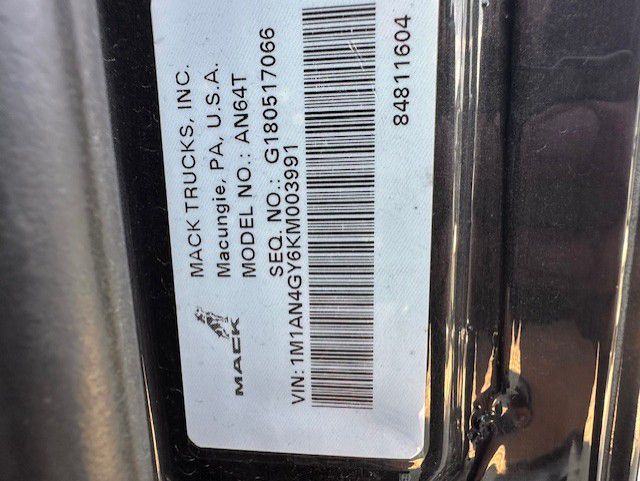 MACK TRUCKS, INC.
Macungie, PA, U.S.A.
MODEL NO.: AN64T
SEQ. NO.: G180517066
MACK
VIN: 1M1AN4GY6KM003991
84811604